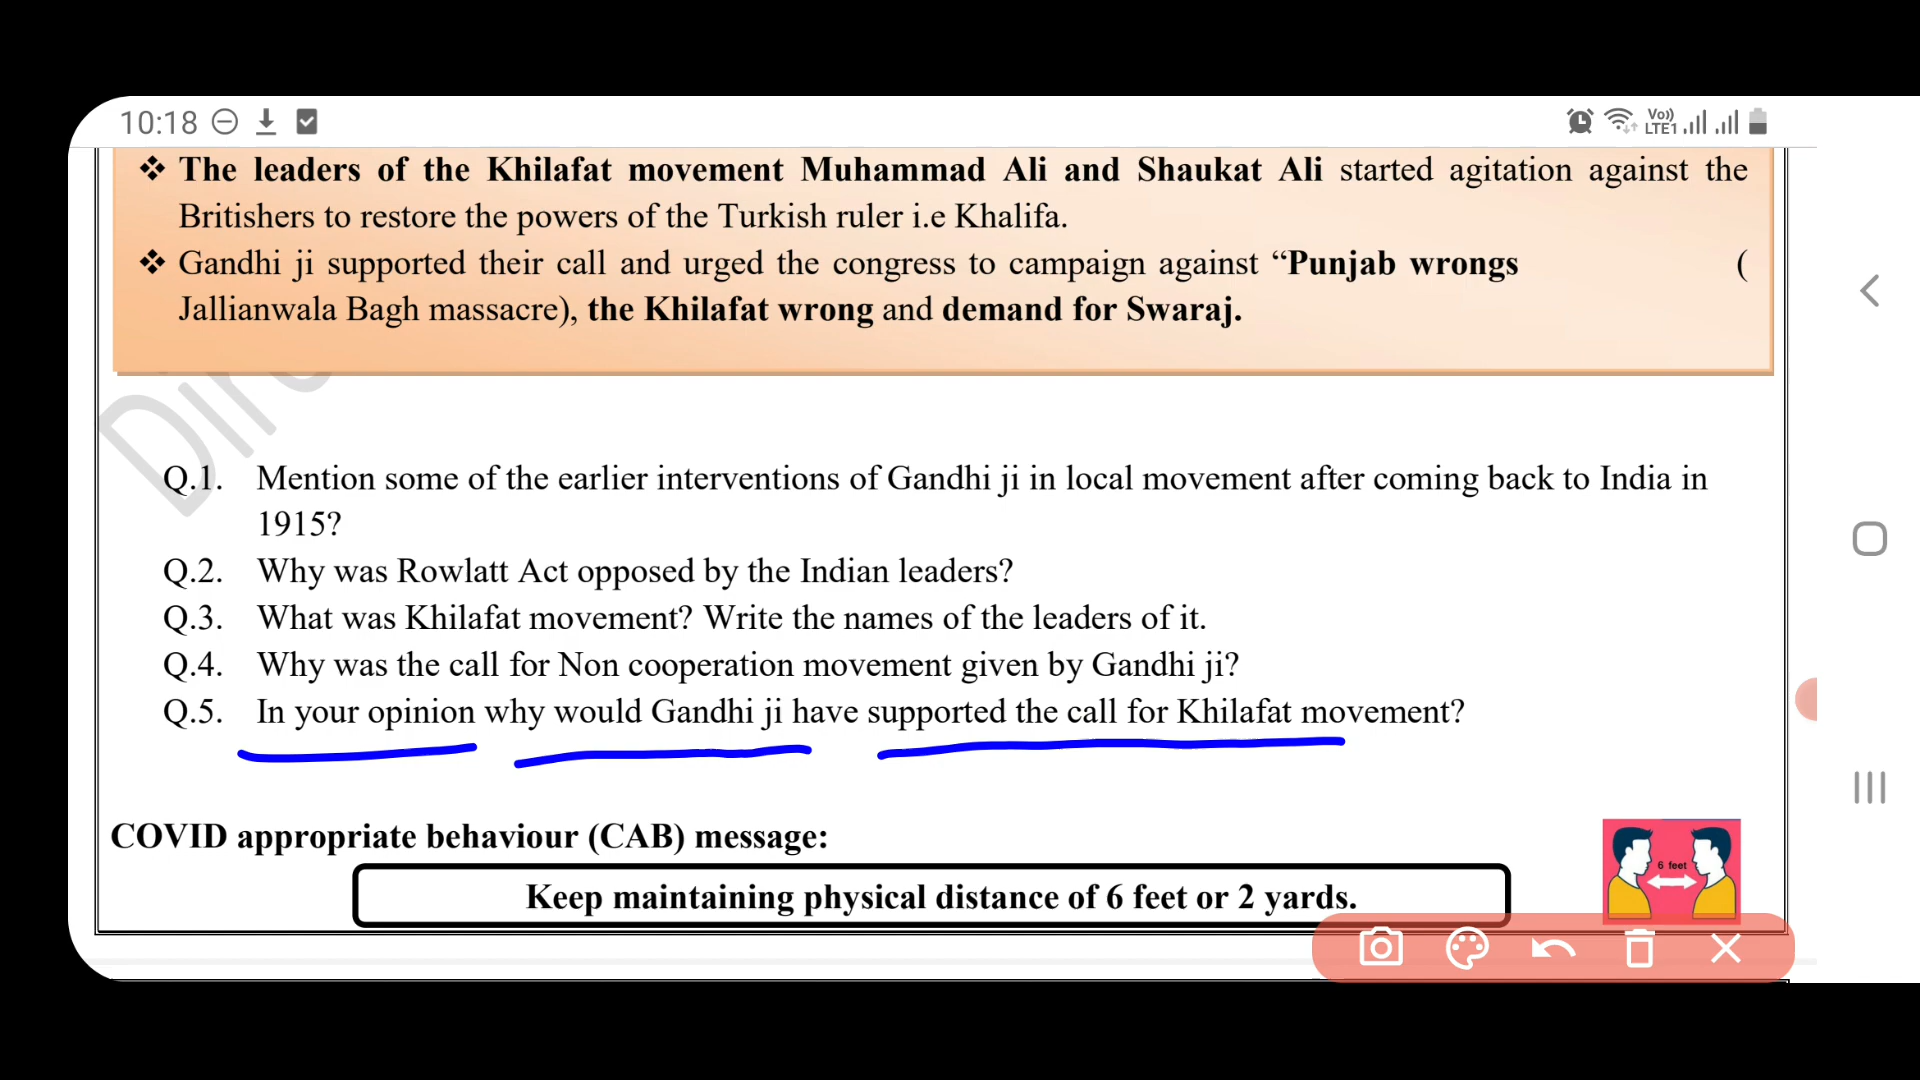 10:18
Vo))
LTE1
❖ The leaders of the Khilafat movement Muhammad Ali and Shaukat Ali started agitation against the
Britishers to restore the powers of the Turkish ruler i.e Khalifa.
❖ Gandhi ji supported their call and urged the congress to campaign against “Punjab wrongs (
Jallianwala Bagh massacre), the Khilafat wrong and demand for Swaraj.
Q.1. Mention some of the earlier interventions of Gandhi ji in local movement after coming back to India in
1915?
Q.2. Why was Rowlatt Act opposed by the Indian leaders?
Q.3. What was Khilafat movement? Write the names of the leaders of it.
Q.4. Why was the call for Non cooperation movement given by Gandhi ji?
Q.5. In your opinion why would Gandhi ji have supported the call for Khilafat movement?
COVID appropriate behaviour (CAB) message:
6 feet
Keep maintaining physical distance of 6 feet or 2 yards.